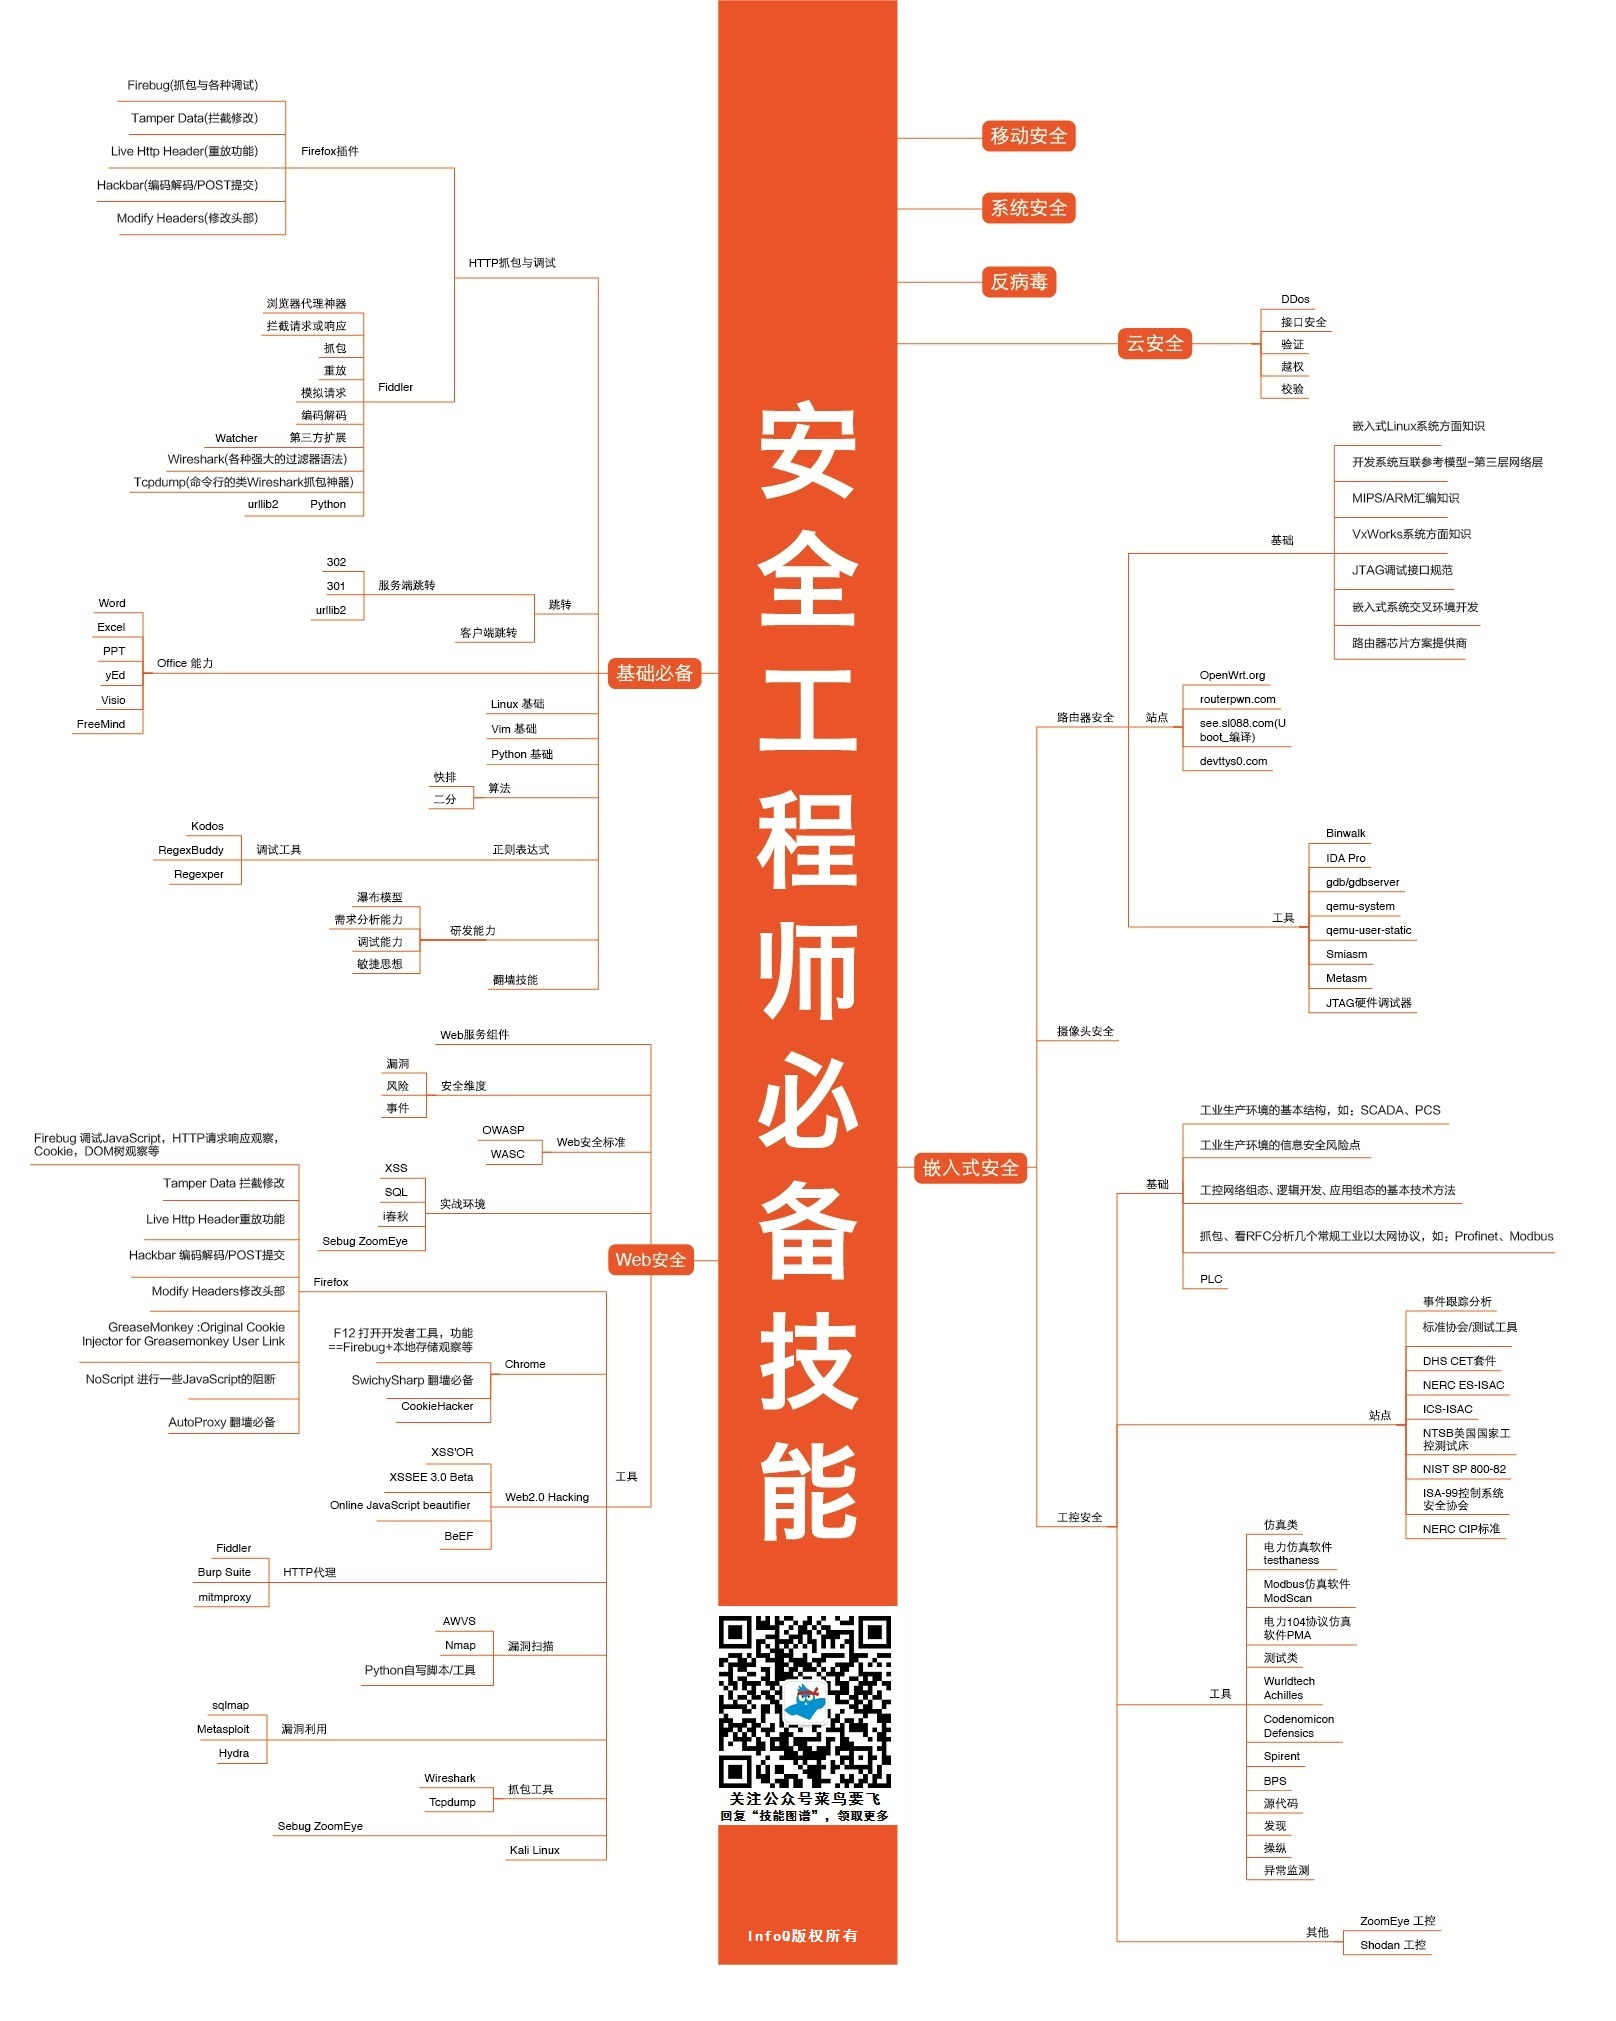 安全工程师必备技能
基础必备
HTTP抓包与调试
Firefox插件
Firebug(抓包与各种调试)
Tamper Data(拦截修改)
Live Http Header(重放功能)
Hackbar(编码解码/POST提交)
Modify Headers(修改头部)
Fiddler
浏览器代理神器
拦截请求或响应
抓包
重放
模拟请求
编码解码
第三方扩展
Watcher
Wireshark(各种强大的过滤器语法)
Tcpdump(命令行的类Wireshark抓包神器)
Python
urllib2
跳转
服务端跳转
302
301
urllib2
客户端跳转
Office 能力
Word
Excel
PPT
yEd
Visio
FreeMind
Linux 基础
Vim 基础
Python 基础
算法
快排
二分
正则表达式
调试工具
Kodos
RegexBuddy
Regexper
研发能力
瀑布模型
需求分析能力
调试能力
敏捷思想
翻墙技能
Web安全
Web服务组件
安全维度
漏洞
风险
事件
Web安全标准
OWASP
WASC
实战环境
XSS
SQL
i春秋
Sebug ZoomEye
工具
Firefox
Firebug 调试JavaScript，HTTP请求响应观察，
Cookie，DOM树观察等
Tamper Data 拦截修改
Live Http Header重放功能
Hackbar 编码解码/POST提交
Modify Headers修改头部
GreaseMonkey :Original Cookie
Injector for Greasemonkey User Link
NoScript 进行一些JavaScript的阻断
AutoProxy 翻墙必备
Chrome
F12 打开开发者工具，功能
==Firebug+本地存储观察等
SwichySharp 翻墙必备
CookieHacker
Web2.0 Hacking
XSS'OR
XSSEE 3.0 Beta
Online JavaScript beautifier
BeEF
HTTP代理
Fiddler
Burp Suite
mitmproxy
漏洞扫描
AWVS
Nmap
Python自写脚本/工具
漏洞利用
sqlmap
Metasploit
Hydra
抓包工具
Wireshark
Tcpdump
Sebug ZoomEye
Kali Linux
移动安全
系统安全
反病毒
云安全
DDos
接口安全
验证
越权
校验
嵌入式安全
路由器安全
基础
嵌入式Linux系统方面知识
开发系统互联参考模型–第三层网络层
MIPS/ARM汇编知识
VxWorks系统方面知识
JTAG调试接口规范
嵌入式系统交叉环境开发
路由器芯片方案提供商
站点
OpenWrt.org
routerpwn.com
see.sl088.com(U
boot_编译)
devttys0.com
工具
Binwalk
IDA Pro
gdb/gdbserver
qemu-system
qemu-user-static
Smiasm
Metasm
JTAG硬件调试器
摄像头安全
工控安全
基础
工业生产环境的基本结构，如：SCADA、PCS
工业生产环境的信息安全风险点
工控网络组态、逻辑开发、应用组态的基本技术方法
抓包、看RFC分析几个常规工业以太网协议，如：Profinet、Modbus
PLC
站点
事件跟踪分析
标准协会/测试工具
DHS CET套件
NERC ES-ISAC
ICS-ISAC
NTSB美国国家工
控测试床
NIST SP 800-82
ISA-99控制系统
安全协会
NERC CIP标准
工具
仿真类
电力仿真软件
testhaness
Modbus仿真软件
ModScan
电力104协议仿真
软件PMA
测试类
Wurldtech
Achilles
Codenomicon
Defensics
Spirent
BPS
源代码
发现
操纵
异常监测
其他
ZoomEye 工控
Shodan 工控
关注公众号菜鸟要飞
回复“技能图谱”，领取更多
InfoQ版权所有